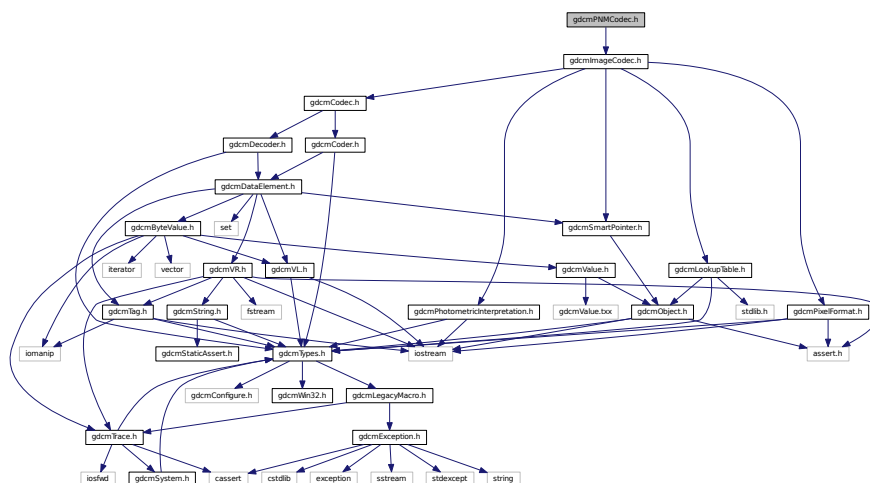 gdcmPNMCodec.h
gdcmImageCodec.h
gdcmCodec.h
gdcmDecoder.h
gdcmCoder.h
gdcmDataElement.h
gdcmByteValue.h
set
gdcmSmartPointer.h
iterator
vector
gdcmVR.h
gdcmVL.h
gdcmValue.h
gdcmLookupTable.h
gdcmTag.h
gdcmString.h
fstream
gdcmPhotometricInterpretation.h
gdcmValue.txx
gdcmObject.h
stdlib.h
gdcmPixelFormat.h
iomanip
gdcmStaticAssert.h
gdcmTypes.h
iostream
assert.h
gdcmConfigure.h
gdcmWin32.h
gdcmLegacyMacro.h
gdcmTrace.h
gdcmException.h
iosfwd
gdcmSystem.h
cassert
cstdlib
exception
sstream
stdexcept
string